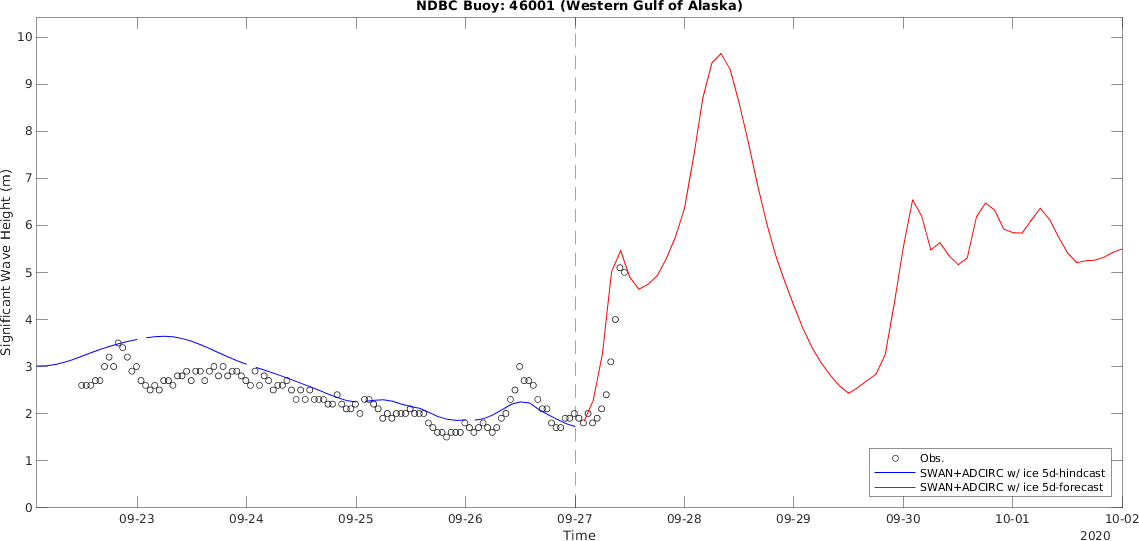 NDBC Buoy: 46001 (Western Gulf of Alaska)
Significant Wave Height (m)
10
9
8
7
6
5
4
3
2
1
0
Obs.
SWAN+ADCIRC w/ ice 5d-hindcast
SWAN+ADCIRC w/ ice 5d-forecast
09-23 09-24 09-25 09-26 09-27 09-28 09-29 09-30 10-01 10-02
Time
2020